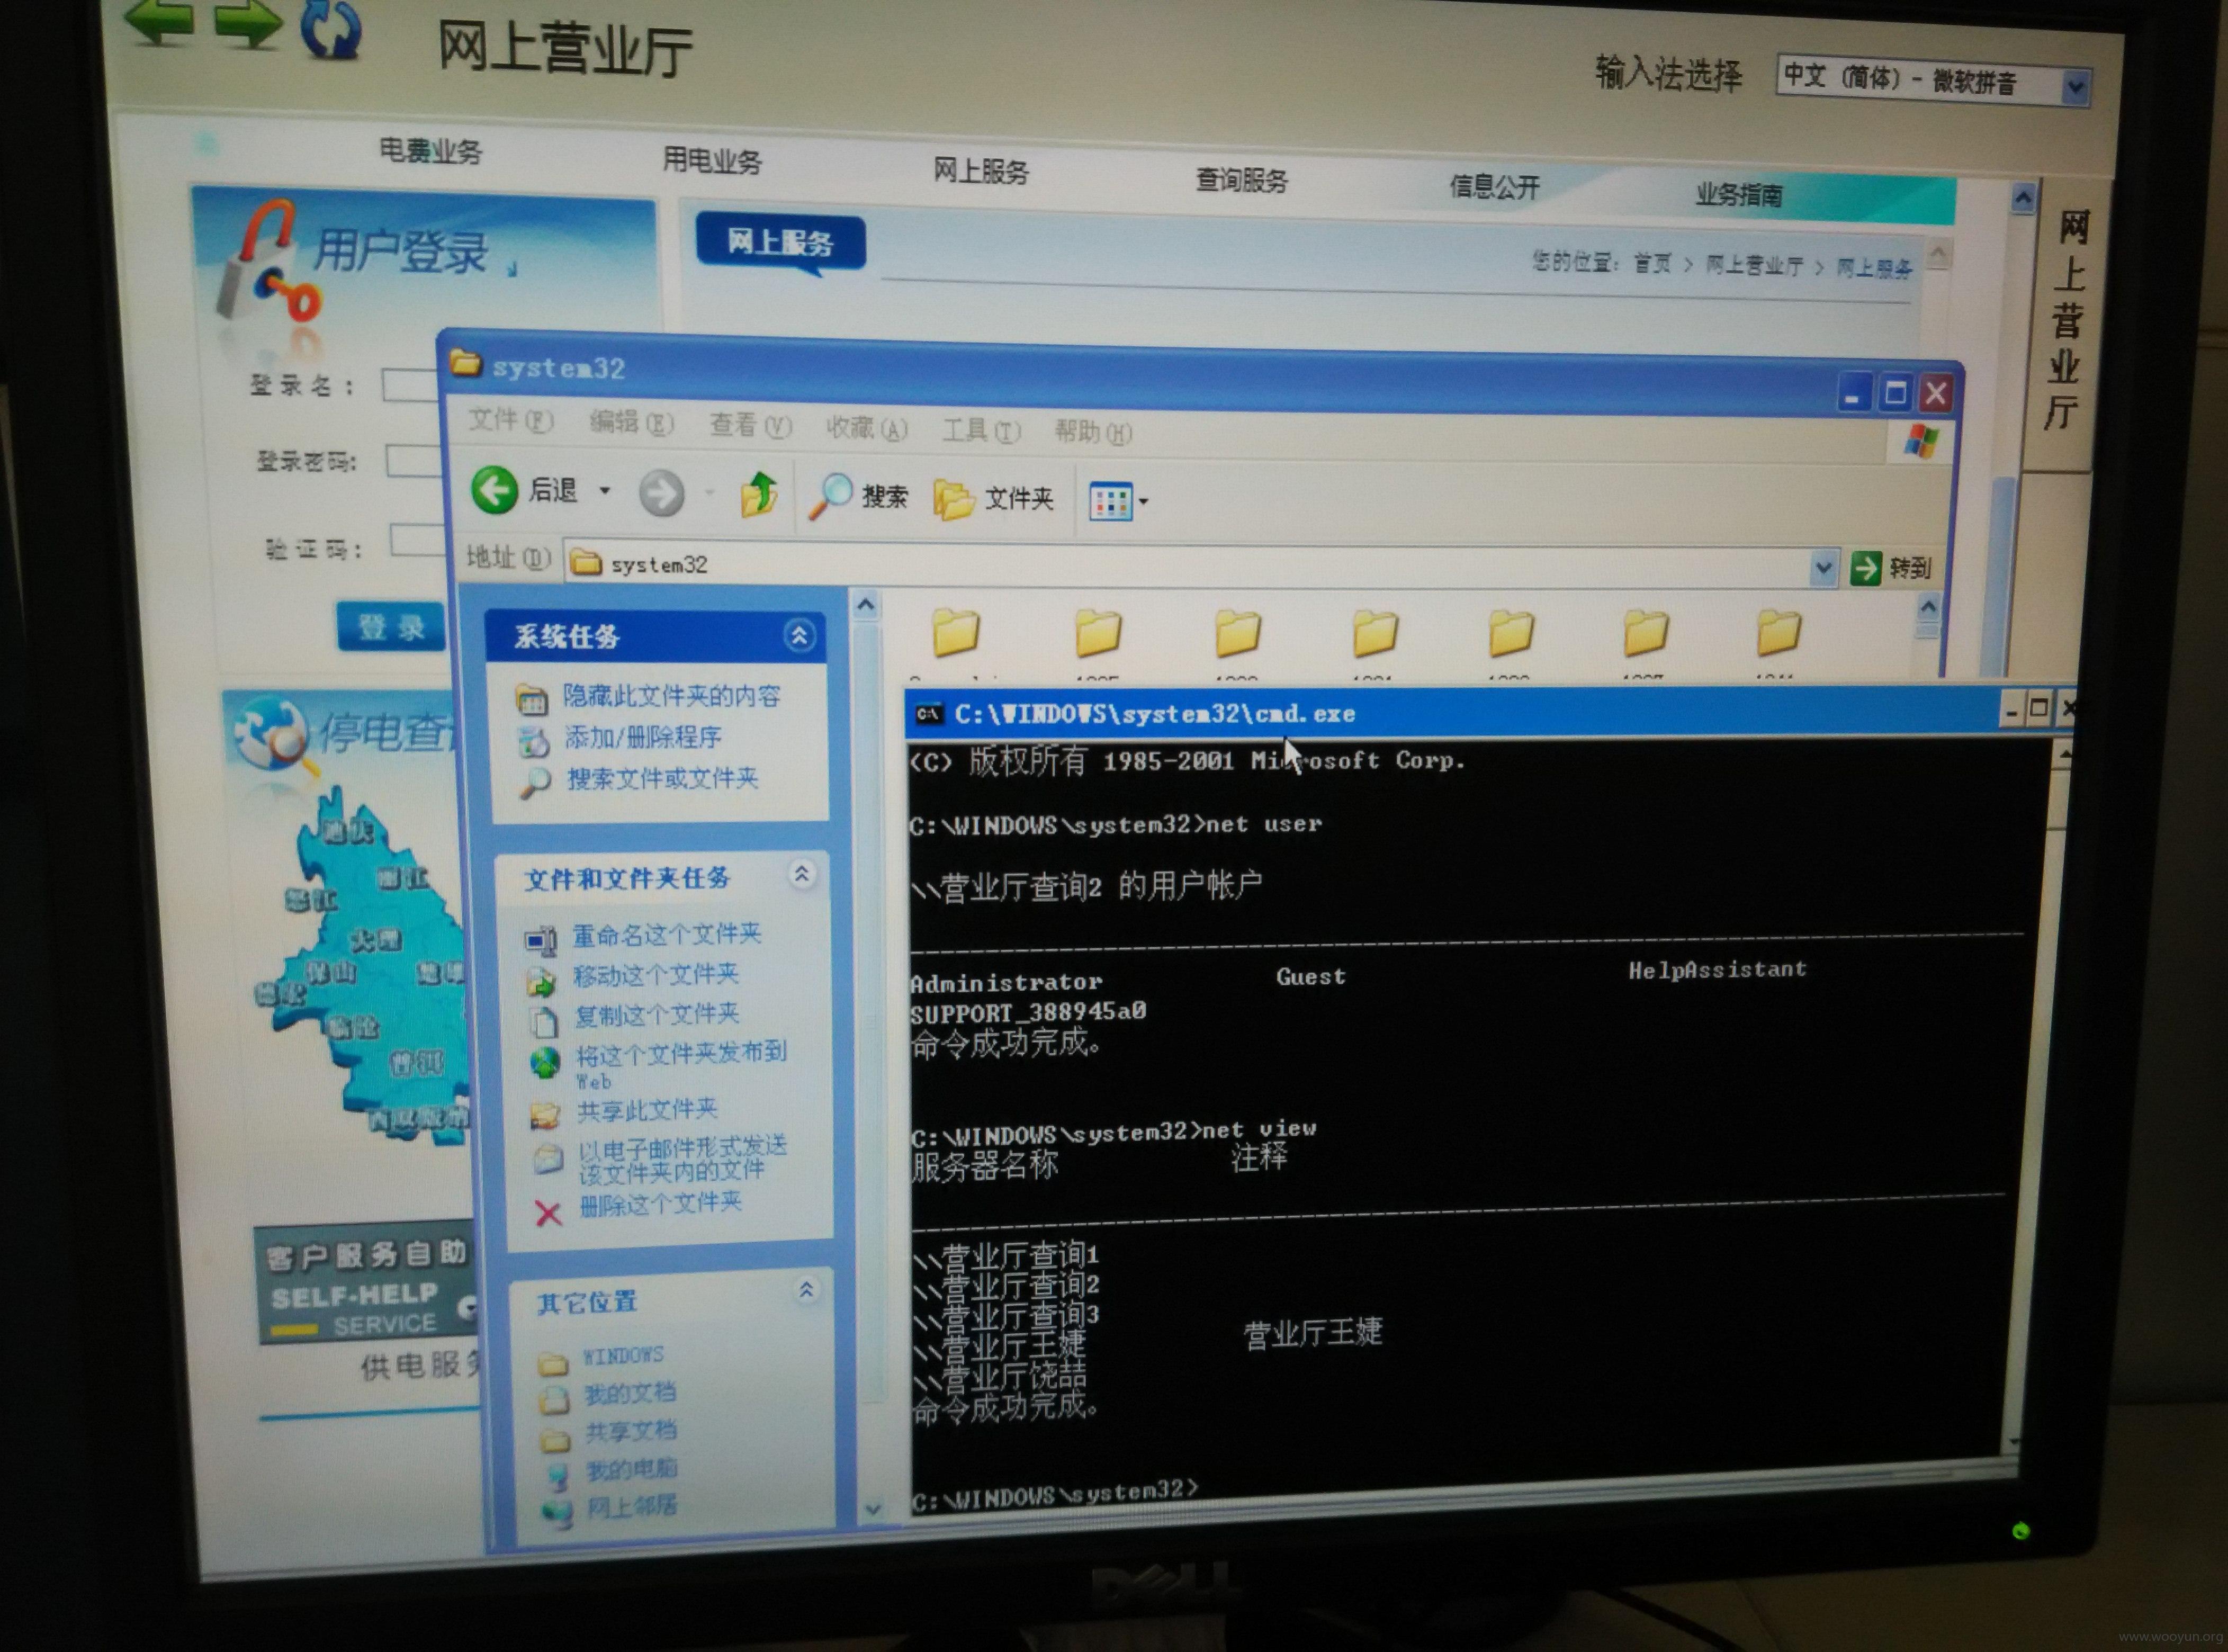 网上营业厅
输入法选择 中文 (简体) - 微软拼音
电费业务 用电业务 网上服务 查询服务 信息公开 业务指南
网上营业厅
用户登录
网上服务
您的位置: 首页 > 网上营业厅 > 网上服务
登录名:
登录密码:
验证码:
登录
停电查
怒江
大理
保山
临沧
普洱
客户服务自助
SELF-HELP
SERVICE
供电服务
system32
文件(F) 编辑(E) 查看(V) 收藏(A) 工具(T) 帮助(H)
后退 搜索 文件夹
地址(D) system32 转到
系统任务
隐藏此文件夹的内容
添加/删除程序
搜索文件或文件夹
文件和文件夹任务
重命名这个文件夹
移动这个文件夹
复制这个文件夹
将这个文件夹发布到
Web
共享此文件夹
以电子邮件形式发送
该文件夹内的文件
删除这个文件夹
其它位置
WINDOWS
我的文档
共享文档
我的电脑
网上邻居
C:\WINDOWS\system32\cmd.exe
(C) 版权所有 1985-2001 Microsoft Corp.
C:\WINDOWS\system32>net user
\\营业厅查询2 的用户帐户
-------------------------------------------------------------------------------
Administrator Guest HelpAssistant
SUPPORT_388945a0
命令成功完成。
C:\WINDOWS\system32>net view
服务器名称 注释
-------------------------------------------------------------------------------
\\营业厅查询1
\\营业厅查询2
\\营业厅查询3
\\营业厅王婕 营业厅王婕
\\营业厅饶喆
命令成功完成。
C:\WINDOWS\system32>
DELL
www.wooyun.org